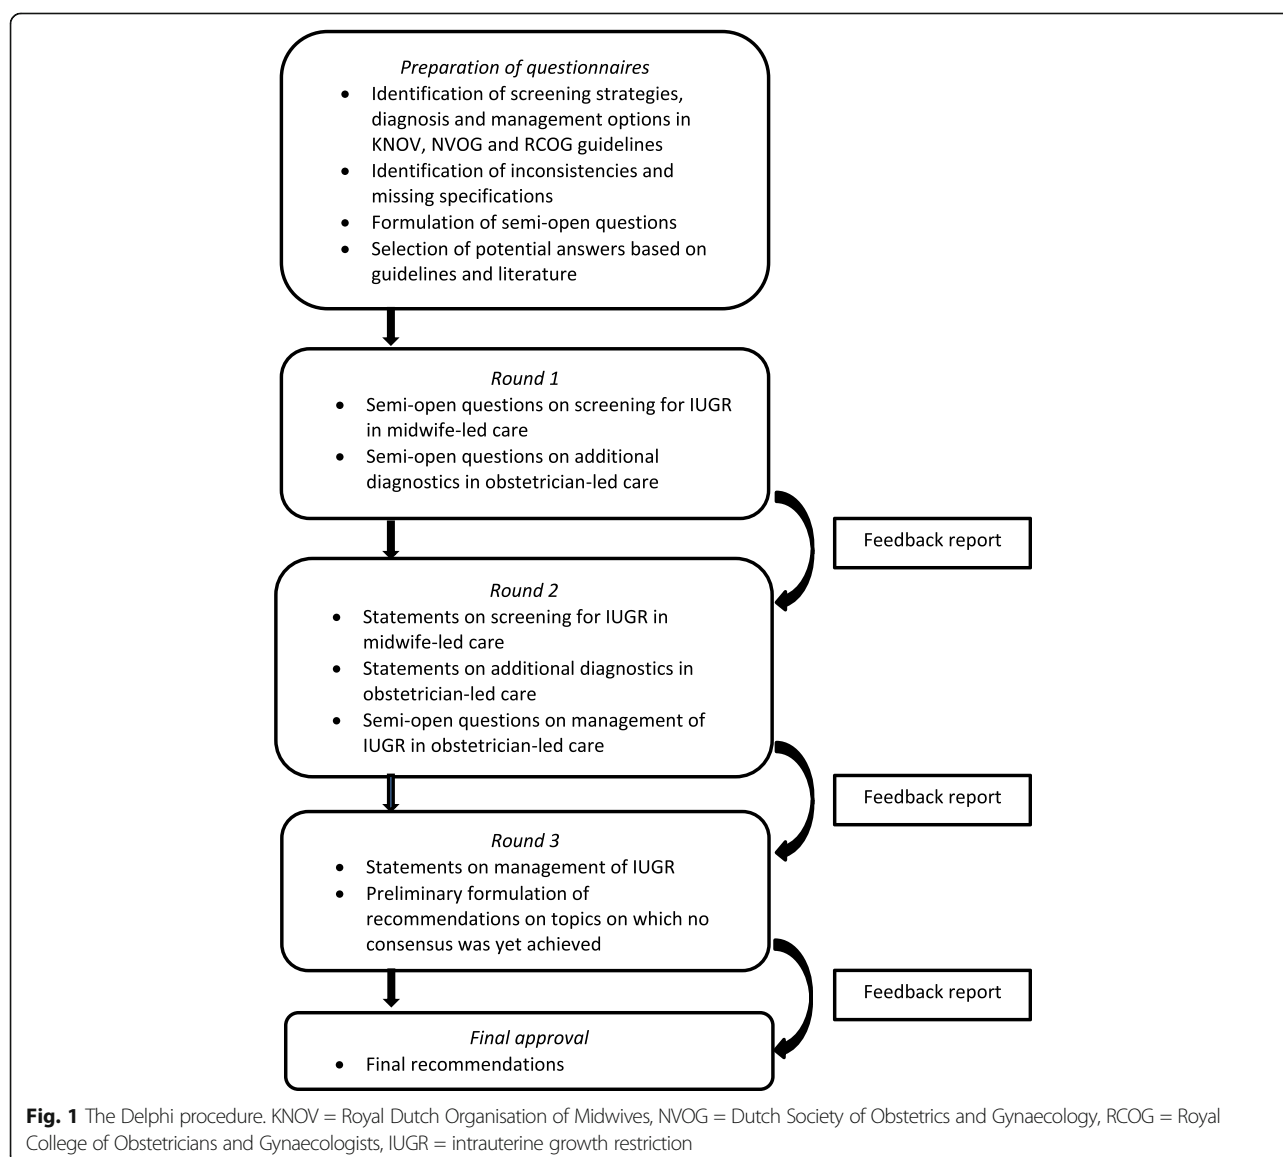 Preparation of questionnaires
• Identification of screening strategies,
diagnosis and management options in
KNOV, NVOG and RCOG guidelines
• Identification of inconsistencies and
missing specifications
• Formulation of semi-open questions
• Selection of potential answers based on
guidelines and literature
Round 1
• Semi-open questions on screening for IUGR
in midwife-led care
• Semi-open questions on additional
diagnostics in obstetrician-led care
Feedback report
Round 2
• Statements on screening for IUGR in
midwife-led care
• Statements on additional diagnostics in
obstetrician-led care
• Semi-open questions on management of
IUGR in obstetrician-led care
Feedback report
Round 3
• Statements on management of IUGR
• Preliminary formulation of
recommendations on topics on which no
consensus was yet achieved
Feedback report
Final approval
• Final recommendations
Fig. 1 The Delphi procedure. KNOV = Royal Dutch Organisation of Midwives, NVOG = Dutch Society of Obstetrics and Gynaecology, RCOG = Royal
College of Obstetricians and Gynaecologists, IUGR = intrauterine growth restriction